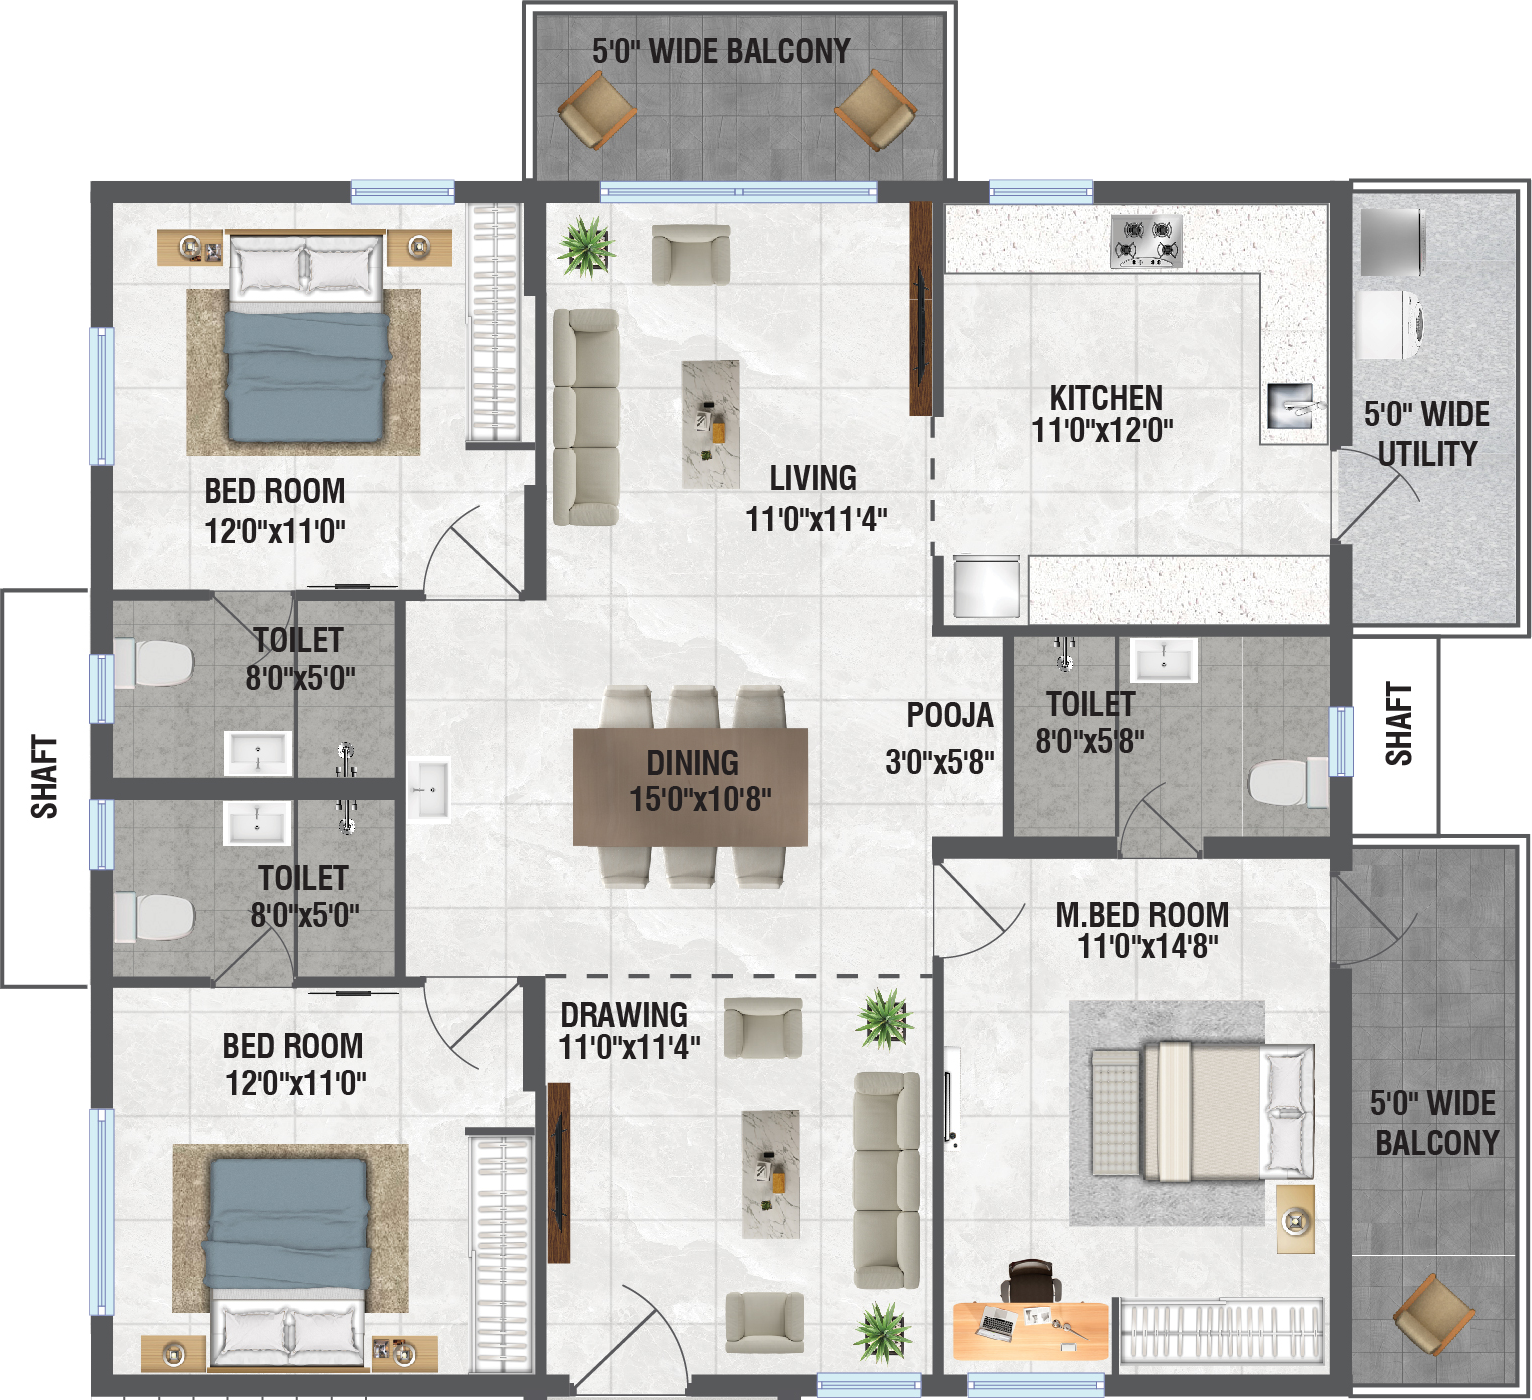 5'0" WIDE BALCONY
BED ROOM
12'0"x11'0"
LIVING
11'0"x11'4"
KITCHEN
11'0"x12'0"
5'0" WIDE
UTILITY
TOILET
8'0"x5'0"
SHAFT
DINING
15'0"x10'8"
POOJA
3'0"x5'8"
TOILET
8'0"x5'8"
SHAFT
TOILET
8'0"x5'0"
M.BED ROOM
11'0"x14'8"
BED ROOM
12'0"x11'0"
DRAWING
11'0"x11'4"
5'0" WIDE
BALCONY